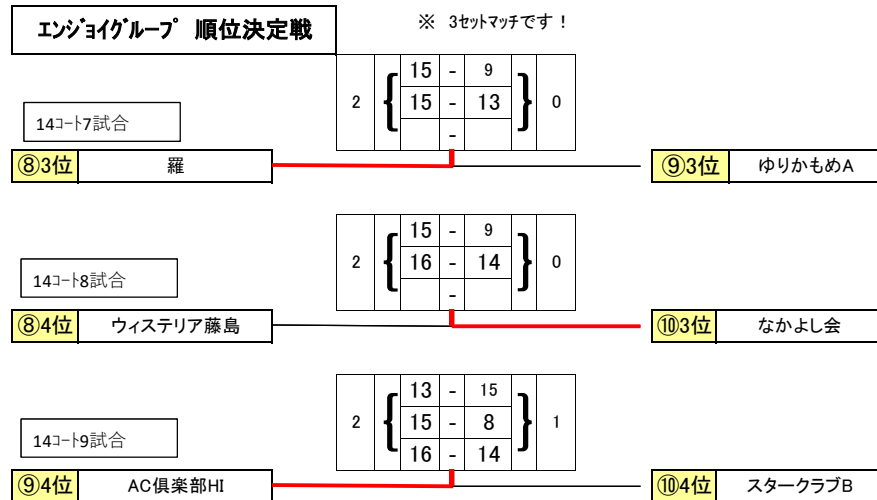 エンジョイグループ 順位決定戦
※ 3セットマッチです！
14コート7試合
15 - 9
2 { 15 - 13 } 0
-
⑧3位 羅 ⑨3位 ゆりかもめA
14コート8試合
15 - 9
2 { 16 - 14 } 0
-
⑧4位 ウィステリア藤島 ⑩3位 なかよし会
14コート9試合
13 - 15
2 { 15 - 8 } 1
16 - 14
⑨4位 AC倶楽部HI ⑩4位 スタークラブB